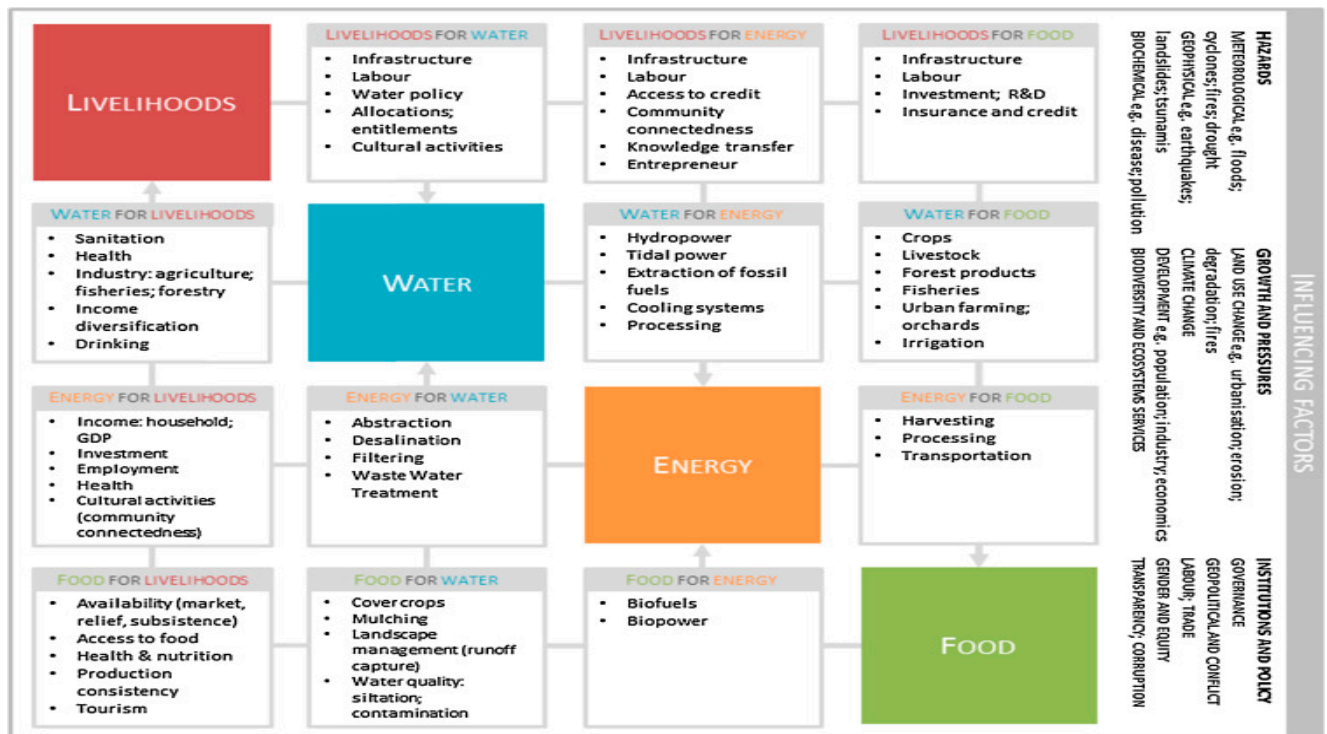 LIVELIHOODS
LIVELIHOODS FOR WATER
• Infrastructure
• Labour
• Water policy
• Allocations;
entitlements
• Cultural activities
LIVELIHOODS FOR ENERGY
• Infrastructure
• Labour
• Access to credit
• Community
connectedness
• Knowledge transfer
• Entrepreneur
LIVELIHOODS FOR FOOD
• Infrastructure
• Labour
• Investment; R&D
• Insurance and credit
WATER FOR LIVELIHOODS
• Sanitation
• Health
• Industry: agriculture;
fisheries; forestry
• Income
diversification
• Drinking
WATER
WATER FOR ENERGY
• Hydropower
• Tidal power
• Extraction of fossil
fuels
• Cooling systems
• Processing
WATER FOR FOOD
• Crops
• Livestock
• Forest products
• Fisheries
• Urban farming;
orchards
• Irrigation
ENERGY FOR LIVELIHOODS
• Income: household;
GDP
• Investment
• Employment
• Health
• Cultural activities
(community
connectedness)
ENERGY FOR WATER
• Abstraction
• Desalination
• Filtering
• Waste Water
Treatment
ENERGY
ENERGY FOR FOOD
• Harvesting
• Processing
• Transportation
FOOD FOR LIVELIHOODS
• Availability (market,
relief, subsistence)
• Access to food
• Health & nutrition
• Production
consistency
• Tourism
FOOD FOR WATER
• Cover crops
• Mulching
• Landscape
management (runoff
capture)
• Water quality:
siltation;
contamination
FOOD FOR ENERGY
• Biofuels
• Biopower
FOOD
INFLUENCING FACTORS
HAZARDS
METEOROLOGICAL e.g. floods;
cyclones; fires; drought
GEOPHYSICAL e.g. earthquakes;
landslides; tsunamis
BIOCHEMICAL e.g. disease; pollution
GROWTH AND PRESSURES
LAND USE CHANGE e.g. urbanisation; erosion;
degradation; fires
CLIMATE CHANGE
DEVELOPMENT e.g. population; industry; economics
BIODIVERSITY AND ECOSYSTEMS SERVICES
INSTITUTIONS AND POLICY
GOVERNANCE
GEOPOLITICAL AND CONFLICT
LABOUR; TRADE
GENDER AND EQUITY
TRANSPARENCY; CORRUPTION